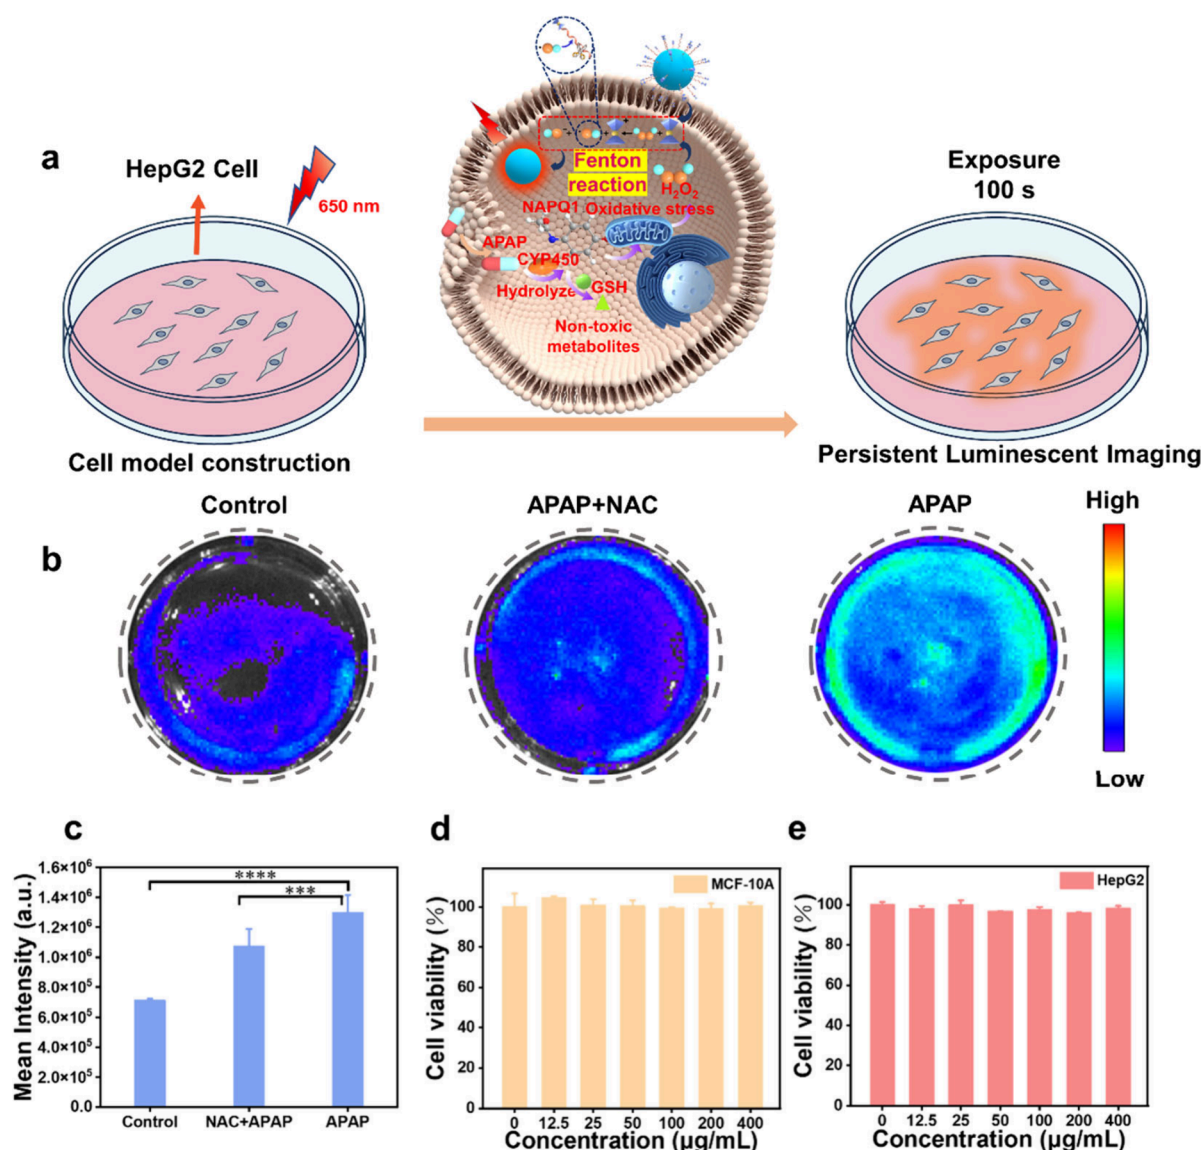 a
HepG2 Cell
650 nm
Cell model construction
Fenton
reaction
H₂O₂
NAPQ1
Oxidative stress
APAP
CYP450
Hydrolyze
GSH
Non-toxic
metabolites
Exposure
100 s
Persistent Luminescent Imaging
b
Control
APAP+NAC
APAP
High
Low
c
Mean Intensity (a.u.)
1.6×10⁶
1.4×10⁶
1.2×10⁶
1.0×10⁶
8.0×10⁵
6.0×10⁵
4.0×10⁵
2.0×10⁵
0.0
****
***
Control
NAC+APAP
APAP
d
MCF-10A
Cell viability (%)
120
100
80
60
40
20
0
0 12.5 25 50 100 200 400
Concentration (µg/mL)
e
HepG2
Cell viability (%)
120
100
80
60
40
20
0
0 12.5 25 50 100 200 400
Concentration (µg/mL)